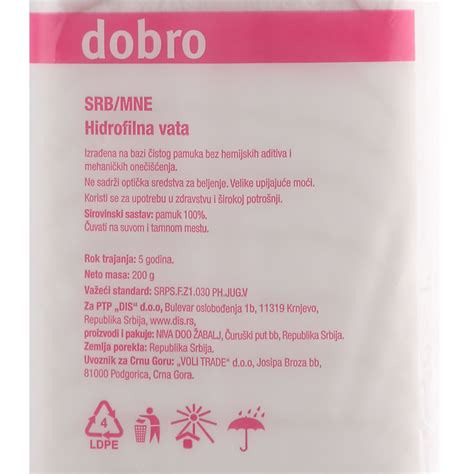 dobro
SRB/MNE
Hidrofilna vata
Izrađena na bazi čistog pamuka bez hemijskih aditiva i
mehaničkih onečišćenja.
Ne sadrži optička sredstva za beljenje. Velike upijajuće moći.
Koristi se za upotrebu u zdravstvu i širokoj potrošnji.
Sirovinski sastav: pamuk 100%.
Čuvati na suvom i tamnom mestu.
Rok trajanja: 5 godina.
Neto masa: 200 g
Važeći standard: SRPS.F.Z1.030 PH.JUG.V
Za PTP „DIS” d.o.o, Bulevar oslobođenja 1b, 11319 Krnjevo,
Republika Srbija, www.dis.rs,
proizvodi i pakuje: NIVA DOO ŽABALJ, Čuruški put bb, Republika Srbija.
Zemlja porekla: Republika Srbija.
Uvoznik za Crnu Goru: „VOLI TRADE” d.o.o, Josipa Broza bb,
81000 Podgorica, Crna Gora.
4
LDPE